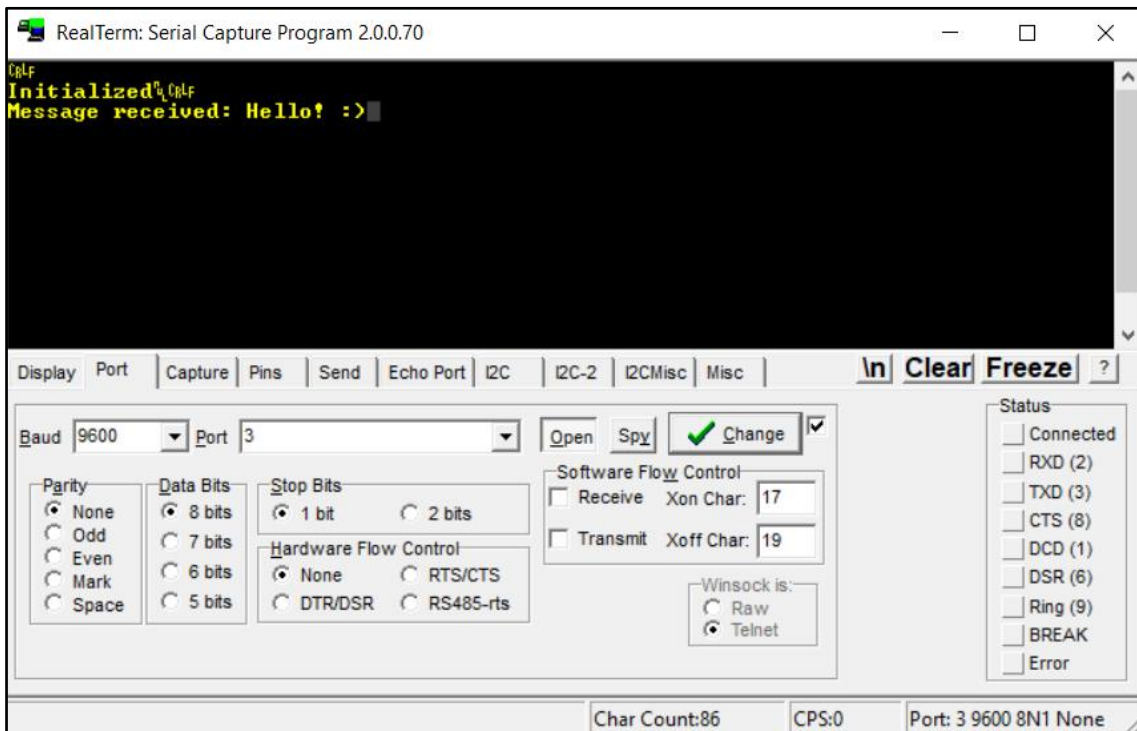 RealTerm: Serial Capture Program 2.0.0.70
CRLF
Initialized␀CRLF
Message received: Hello! :)
Display Port Capture Pins Send Echo Port I2C I2C-2 I2CMisc Misc \n Clear Freeze ?
Baud 9600 Port 3 Open Spy Change
Parity
None
Odd
Even
Mark
Space
Data Bits
8 bits
7 bits
6 bits
5 bits
Stop Bits
1 bit 2 bits
Hardware Flow Control
None RTS/CTS
DTR/DSR RS485-rts
Software Flow Control
Receive Xon Char: 17
Transmit Xoff Char: 19
Winsock is:
Raw
Telnet
Status
Connected
RXD (2)
TXD (3)
CTS (8)
DCD (1)
DSR (6)
Ring (9)
BREAK
Error
Char Count:86 CPS:0 Port: 3 9600 8N1 None